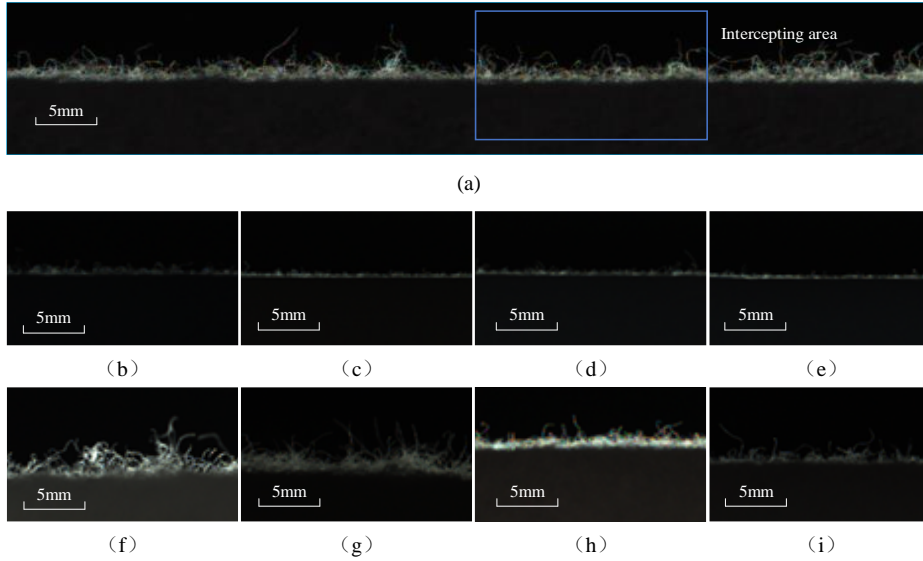 Intercepting area
5mm
(a)
5mm 5mm 5mm 5mm
（b） （c） （d） （e）
5mm 5mm 5mm 5mm
（f） （g） （h） （i）